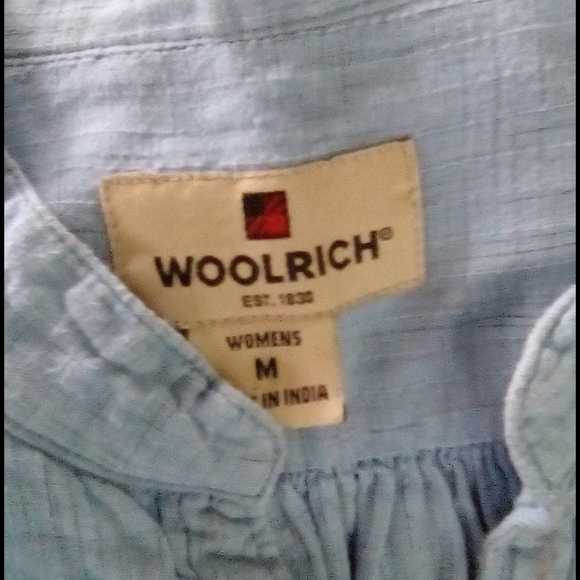 WOOLRICH®
EST. 1830
WOMENS
M
IN INDIA